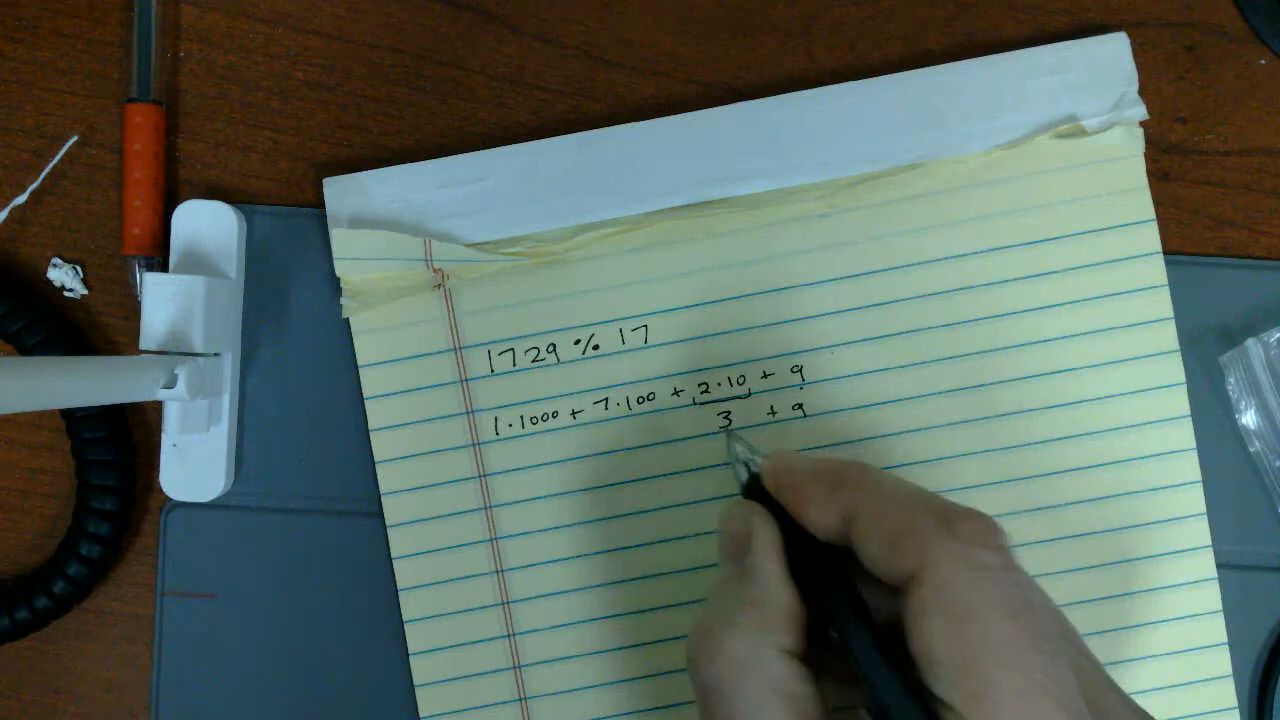 1729 % 17
1·1000 + 7·100 + 2·10 + 9
3 + 9